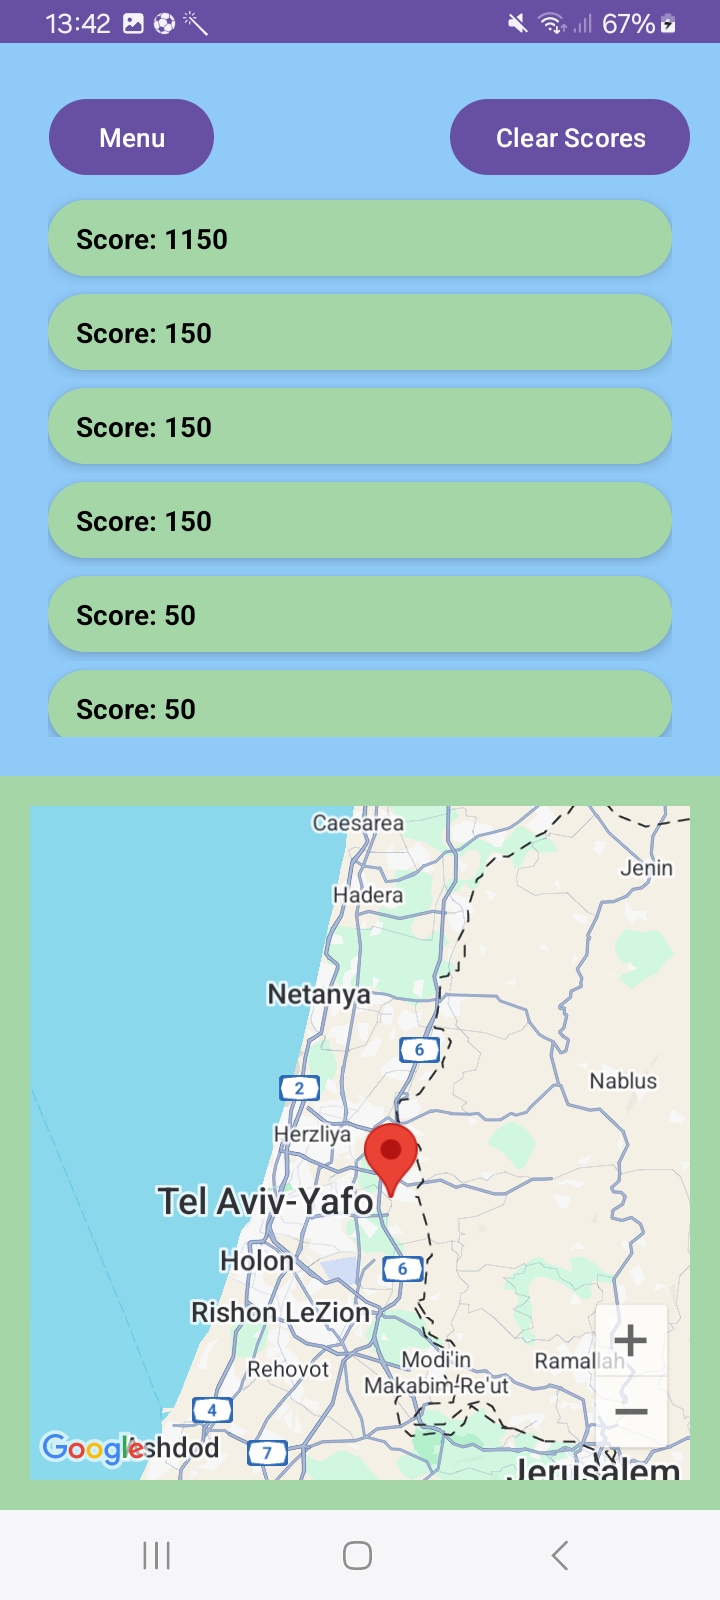 13:42
67%
Menu
Clear Scores
Score: 1150
Score: 150
Score: 150
Score: 150
Score: 50
Score: 50
Caesarea
Jenin
Hadera
Netanya
6
Nablus
2
Herzliya
Tel Aviv-Yafo
Holon
6
Rishon LeZion
+
Modi'in
Makabim-Re'ut
Ramallah
Rehovot
−
4
Google
Ashdod
7
Jerusalem